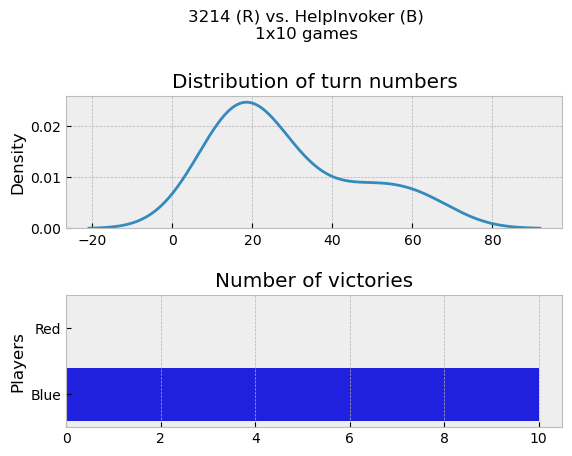 3214 (R) vs. HelpInvoker (B)
1x10 games
Distribution of turn numbers
Density
0.02
0.01
0.00
−20 0 20 40 60 80
Number of victories
Players
Red
Blue
0 2 4 6 8 10